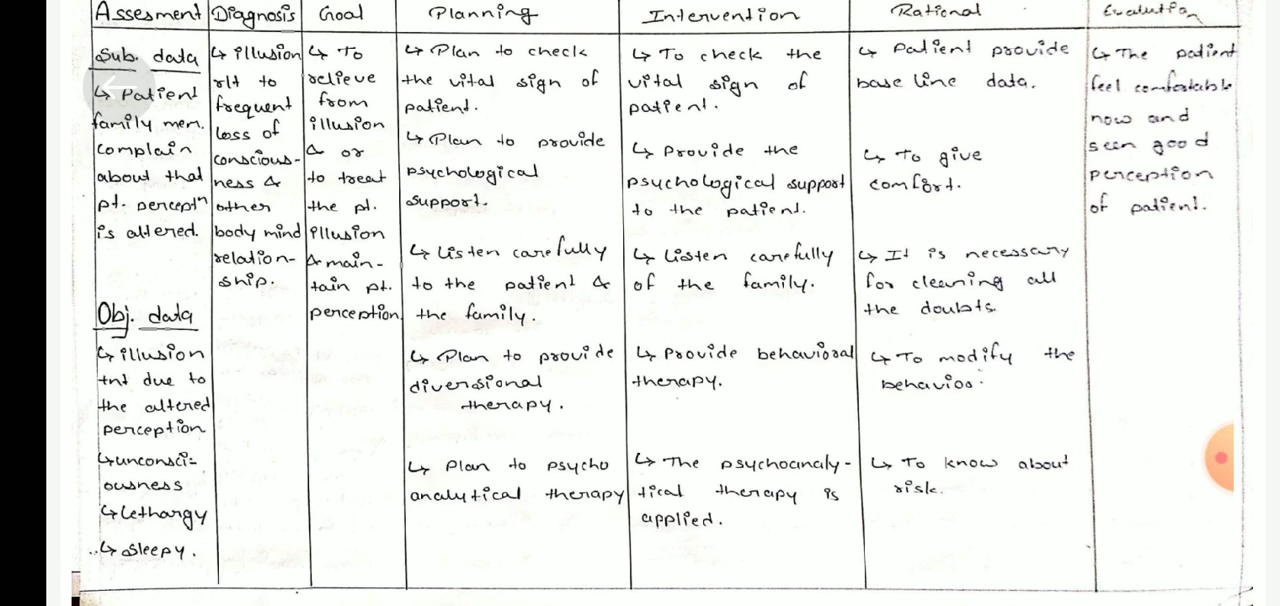 Assesment
Diagnosis
Goal
Planning
Intervention
Rational
Evalution
Sub. data
↳ Patient
family mem.
complain
about that
pt. perceptⁿ
is altered.
Obj. data
↳ illusion
tnt due to
the altered
perception
↳ unconsci-
ousness
↳ Lethargy
↳ sleepy.
↳ illusion
rlt to
frequent
loss of
conscious-
ness &
other
body mind
relation-
ship.
↳ To
relieve
from
illusion
& or
to treat
the pt.
illusion
& main-
tain pt.
perception
↳ Plan to check
the vital sign of
patient.
↳ Plan to provide
psychological
support.
↳ Listen carefully
to the patient &
the family.
↳ Plan to provide
diversional
therapy.
↳ Plan to psycho
analytical therapy
↳ To check the
vital sign of
patient.
↳ Provide the
psychological support
to the patient.
↳ Listen carefully
of the family.
↳ Provide behavioral
therapy.
↳ The psychoanaly-
tical therapy is
applied.
↳ Patient provide
base line data.
↳ To give
comfort.
↳ It is necessary
for cleaning all
the doubts.
↳ To modify the
behavior.
↳ To know about
risk.
↳ The patient
feel comfortable
now and
seen good
perception
of patient.